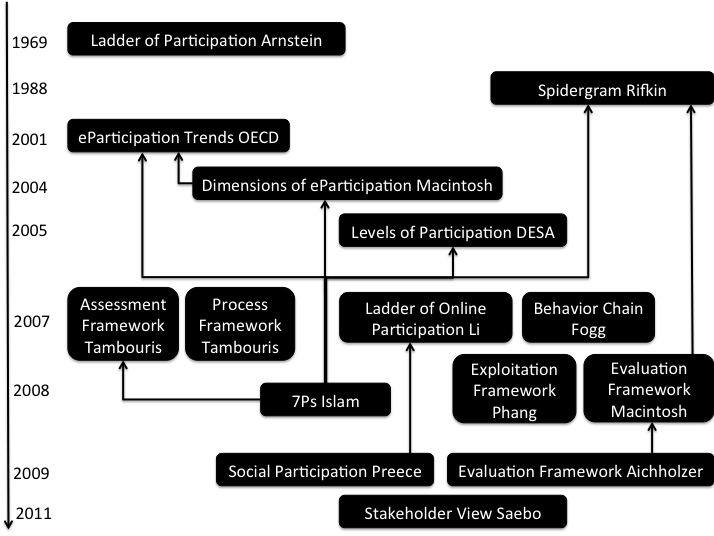 1969
Ladder of Participation Arnstein
1988
Spidergram Rifkin
2001
eParticipation Trends OECD
2004
Dimensions of eParticipation Macintosh
2005
Levels of Participation DESA
2007
Assessment
Framework
Tambouris
Process
Framework
Tambouris
Ladder of Online
Participation Li
Behavior Chain
Fogg
2008
7Ps Islam
Exploitation
Framework
Phang
Evaluation
Framework
Macintosh
2009
Social Participation Preece
Evaluation Framework Aichholzer
2011
Stakeholder View Saebo